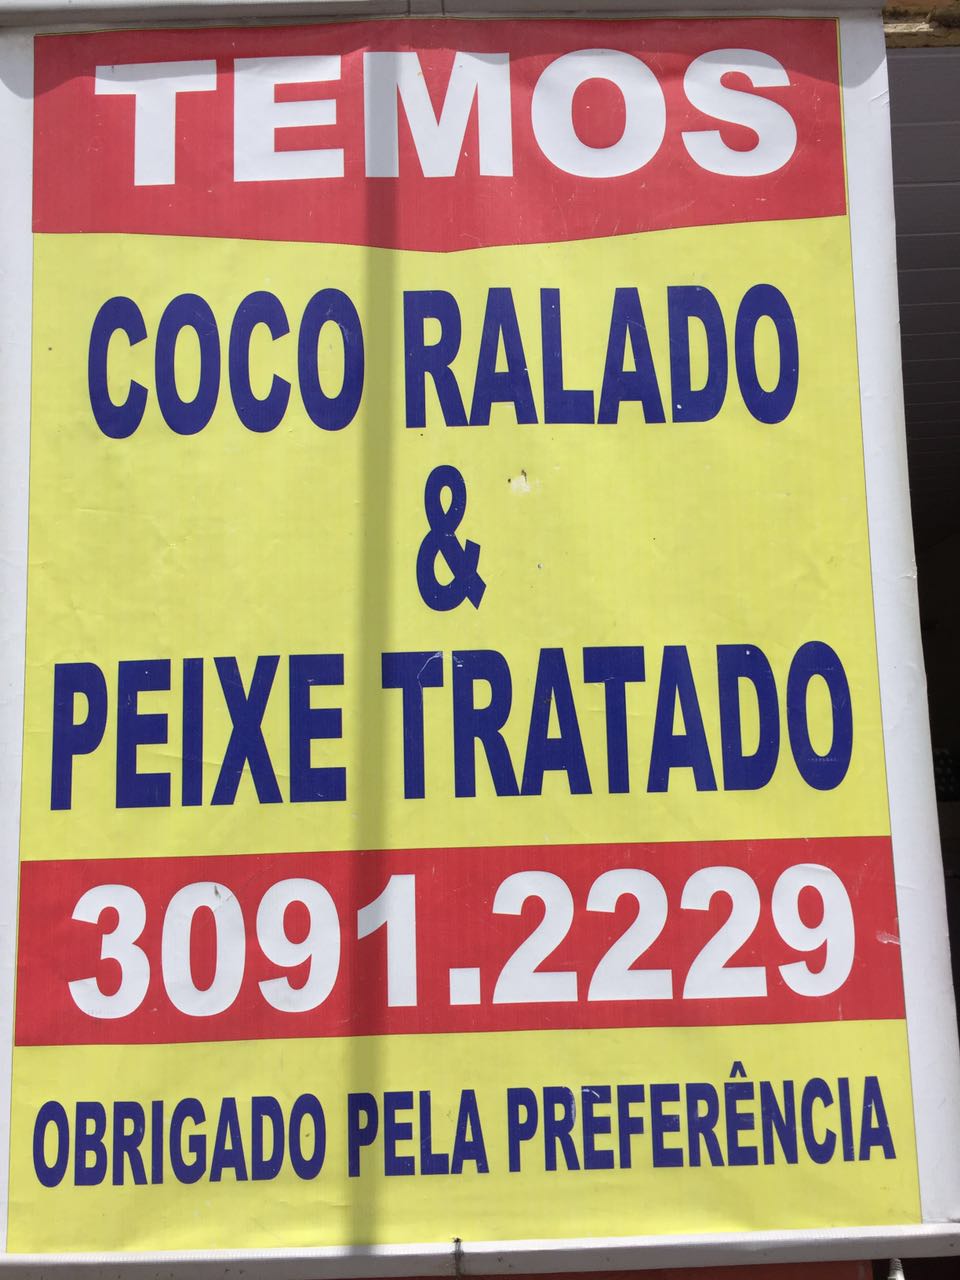 TEMOS
COCO RALADO
&
PEIXE TRATADO
3091.2229
OBRIGADO PELA PREFERÊNCIA